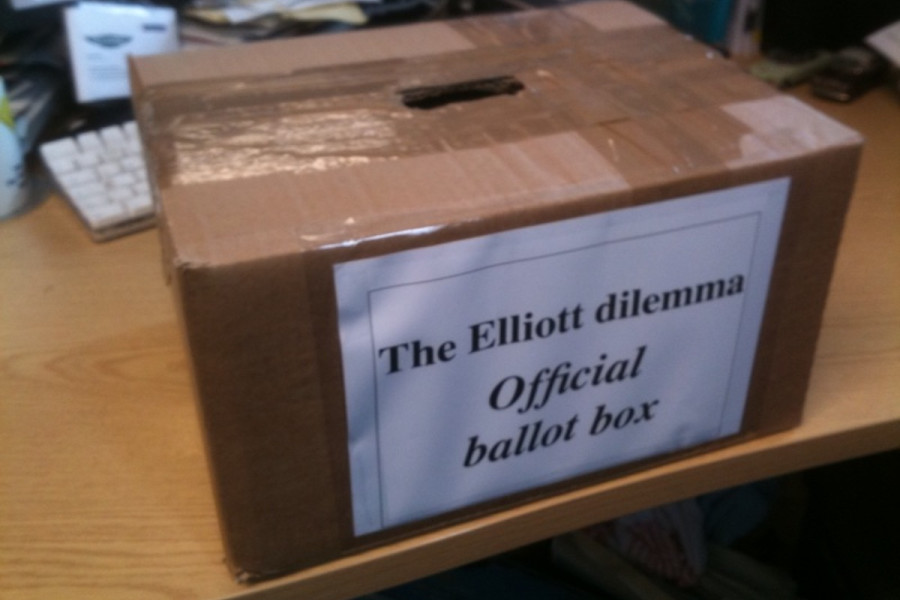 The Elliott dilemma
Official
ballot box